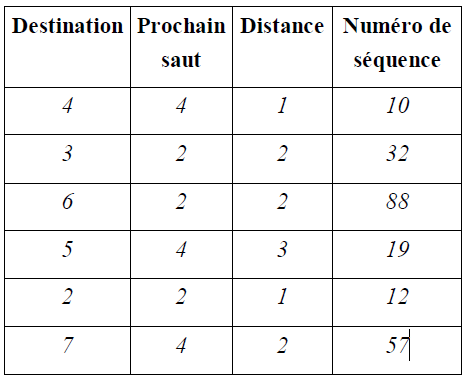 Destination Prochain saut Distance Numéro de séquence
4 4 1 10
3 2 2 32
6 2 2 88
5 4 3 19
2 2 1 12
7 4 2 57